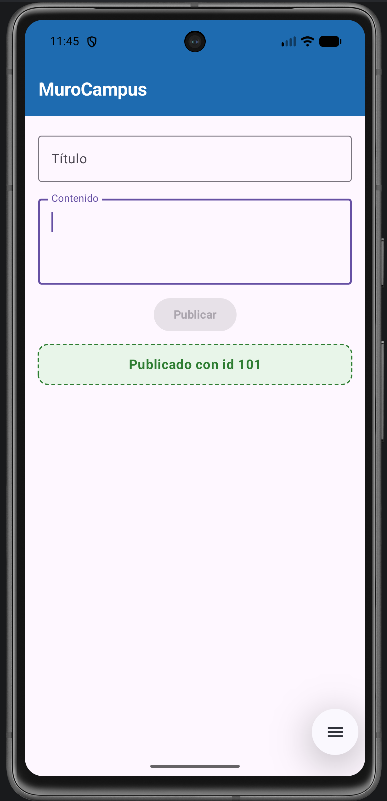 11:45
MuroCampus
Título
Contenido
Publicar
Publicado con id 101